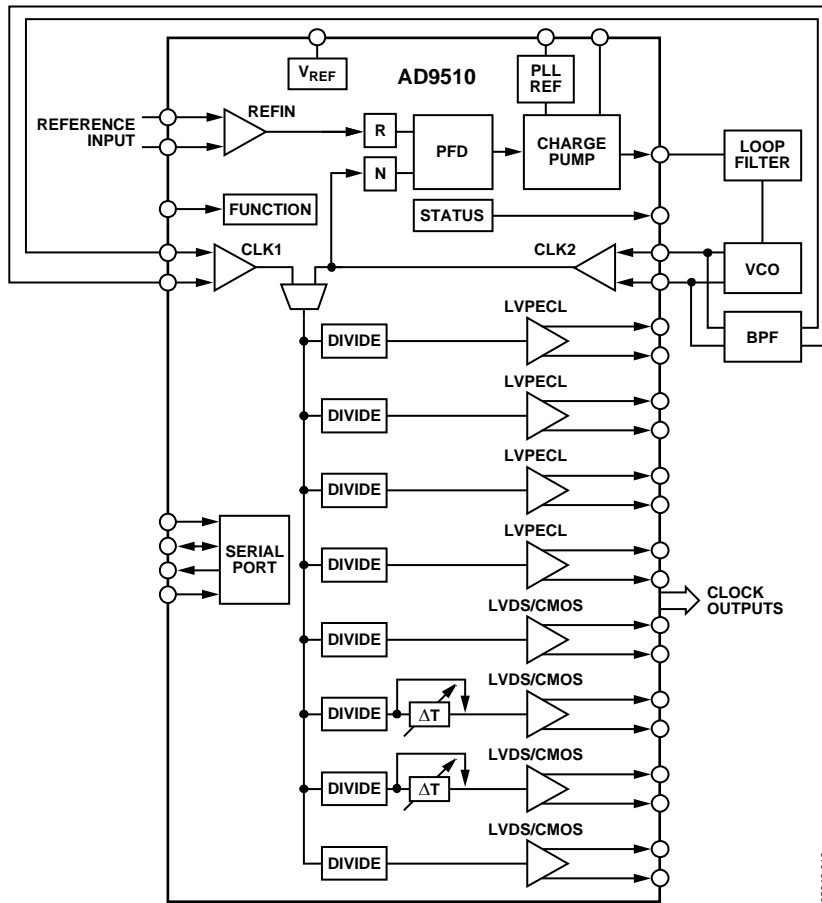 VREF
AD9510
PLL
REF
REFERENCE
INPUT
REFIN
R
PFD
CHARGE
PUMP
LOOP
FILTER
N
FUNCTION
STATUS
CLK1
CLK2
VCO
BPF
LVPECL
DIVIDE
LVPECL
DIVIDE
LVPECL
DIVIDE
LVPECL
DIVIDE
SERIAL
PORT
CLOCK
OUTPUTS
LVDS/CMOS
DIVIDE
LVDS/CMOS
DIVIDE
ΔT
LVDS/CMOS
DIVIDE
ΔT
LVDS/CMOS
DIVIDE